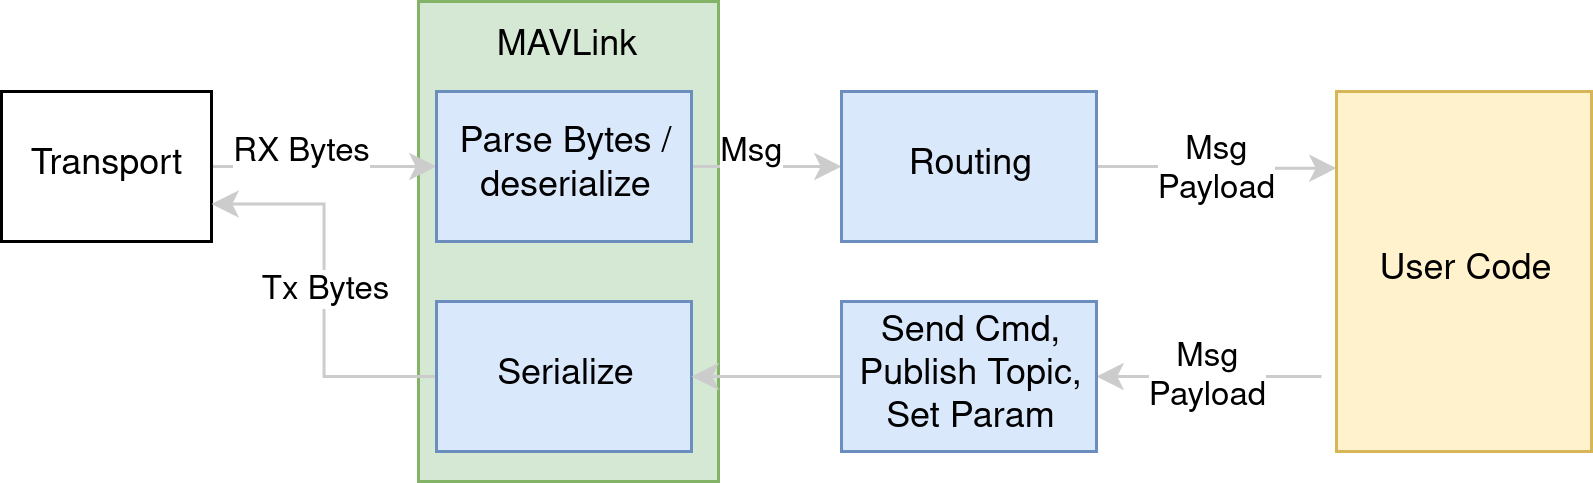 MAVLink
Transport
RX Bytes
Parse Bytes /
deserialize
Msg
Routing
Msg
Payload
User Code
Tx Bytes
Serialize
Send Cmd,
Publish Topic,
Set Param
Msg
Payload